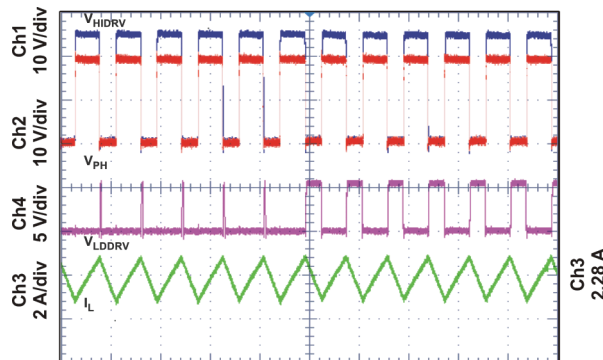 Ch1
10 V/div
VHIDRV
Ch2
10 V/div
VPH
Ch4
5 V/div
VLDDRV
Ch3
2 A/div
IL
Ch3
2.28 A